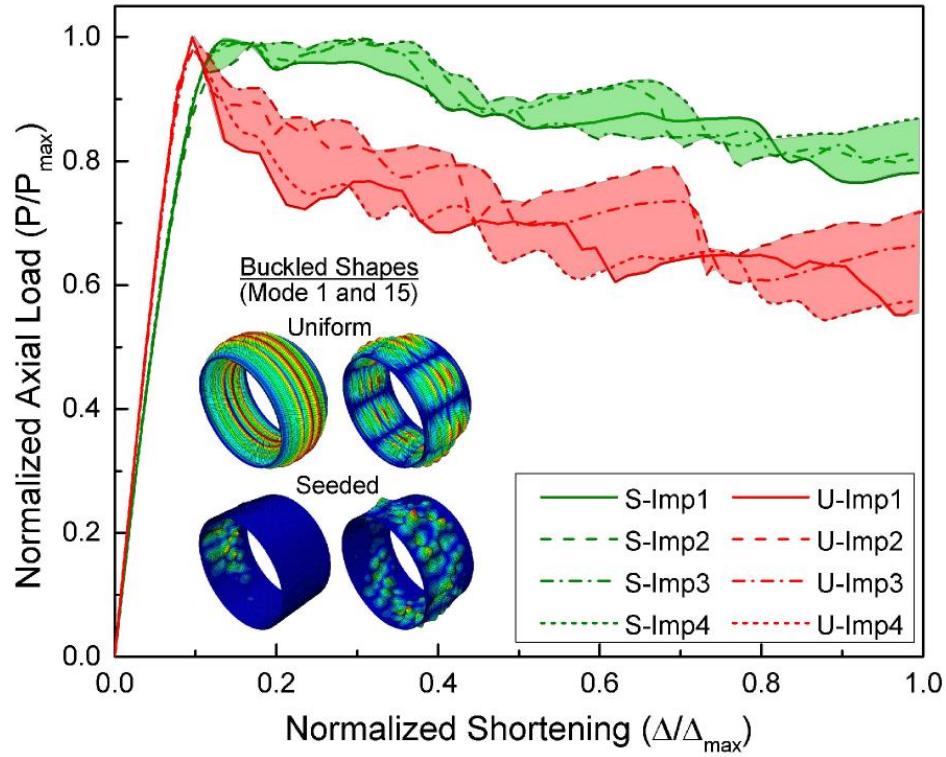 Normalized Axial Load (P/Pmax)
1.0
0.8
0.6
0.4
0.2
0.0
Buckled Shapes
(Mode 1 and 15)
Uniform
Seeded
S-Imp1 U-Imp1
S-Imp2 U-Imp2
S-Imp3 U-Imp3
S-Imp4 U-Imp4
0.0 0.2 0.4 0.6 0.8 1.0
Normalized Shortening (Δ/Δmax)